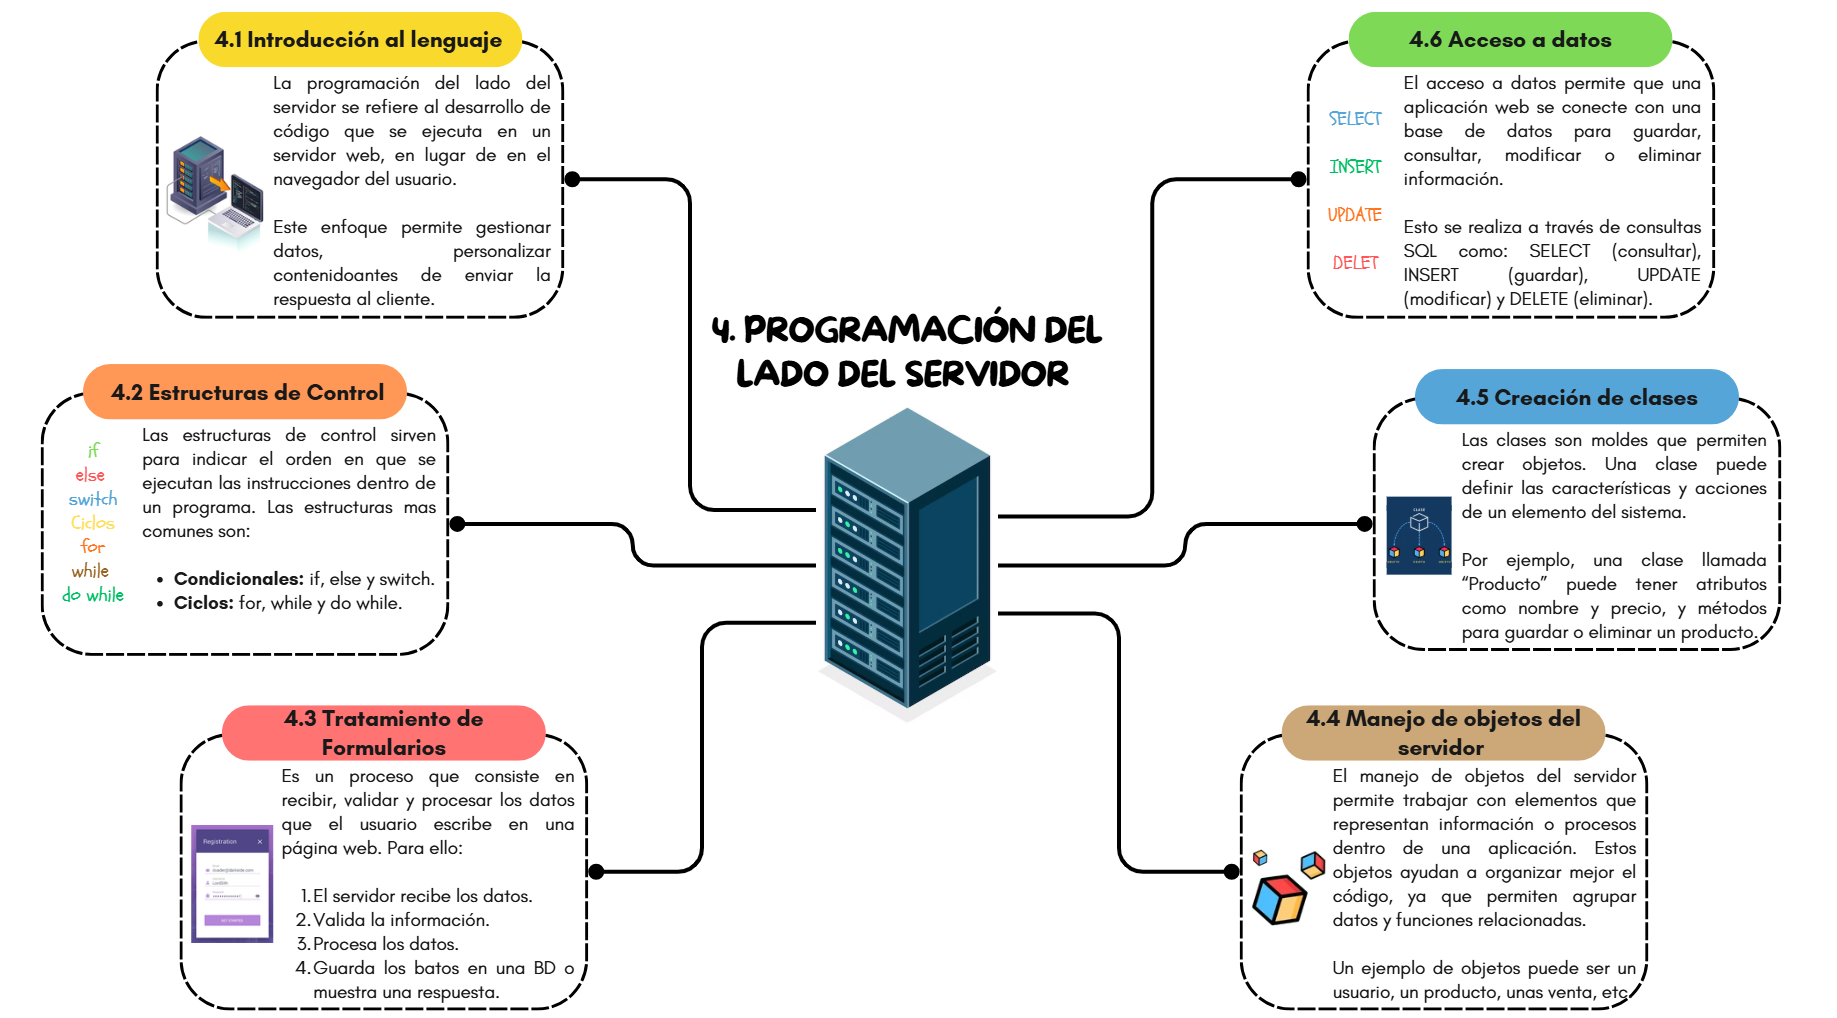 4. PROGRAMACIÓN DEL
LADO DEL SERVIDOR
4.1 Introducción al lenguaje
La programación del lado del
servidor se refiere al desarrollo de
código que se ejecuta en un
servidor web, en lugar de en el
navegador del usuario.
Este enfoque permite gestionar
datos, personalizar
contenidoantes de enviar la
respuesta al cliente.
4.2 Estructuras de Control
if
else
switch
Ciclos
for
while
do while
Las estructuras de control sirven
para indicar el orden en que se
ejecutan las instrucciones dentro de
un programa. Las estructuras mas
comunes son:
• Condicionales: if, else y switch.
• Ciclos: for, while y do while.
4.3 Tratamiento de
Formularios
Registration
Es un proceso que consiste en
recibir, validar y procesar los datos
que el usuario escribe en una
página web. Para ello:
1. El servidor recibe los datos.
2. Valida la información.
3. Procesa los datos.
4. Guarda los batos en una BD o
muestra una respuesta.
4.4 Manejo de objetos del
servidor
El manejo de objetos del servidor
permite trabajar con elementos que
representan información o procesos
dentro de una aplicación. Estos
objetos ayudan a organizar mejor el
código, ya que permiten agrupar
datos y funciones relacionadas.
Un ejemplo de objetos puede ser un
usuario, un producto, unas venta, etc
4.5 Creación de clases
CLASE
Las clases son moldes que permiten
crear objetos. Una clase puede
definir las características y acciones
de un elemento del sistema.
Por ejemplo, una clase llamada
“Producto” puede tener atributos
como nombre y precio, y métodos
para guardar o eliminar un producto.
4.6 Acceso a datos
SELECT
INSERT
UPDATE
DELET
El acceso a datos permite que una
aplicación web se conecte con una
base de datos para guardar,
consultar, modificar o eliminar
información.
Esto se realiza a través de consultas
SQL como: SELECT (consultar),
INSERT (guardar), UPDATE
(modificar) y DELETE (eliminar).